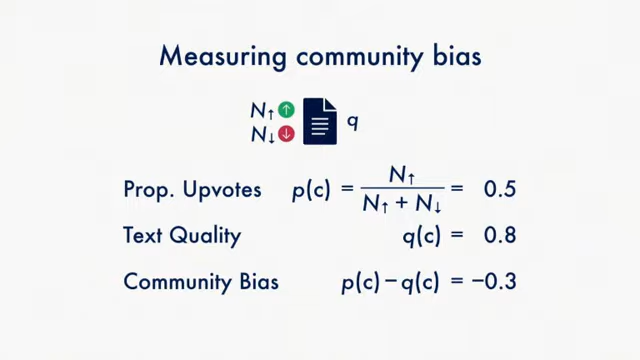 Measuring community bias
N↑ ↑
N↓ ↓ q
Prop. Upvotes p(c) = N↑ / N↑ + N↓ = 0.5
Text Quality q(c) = 0.8
Community Bias p(c) − q(c) = −0.3